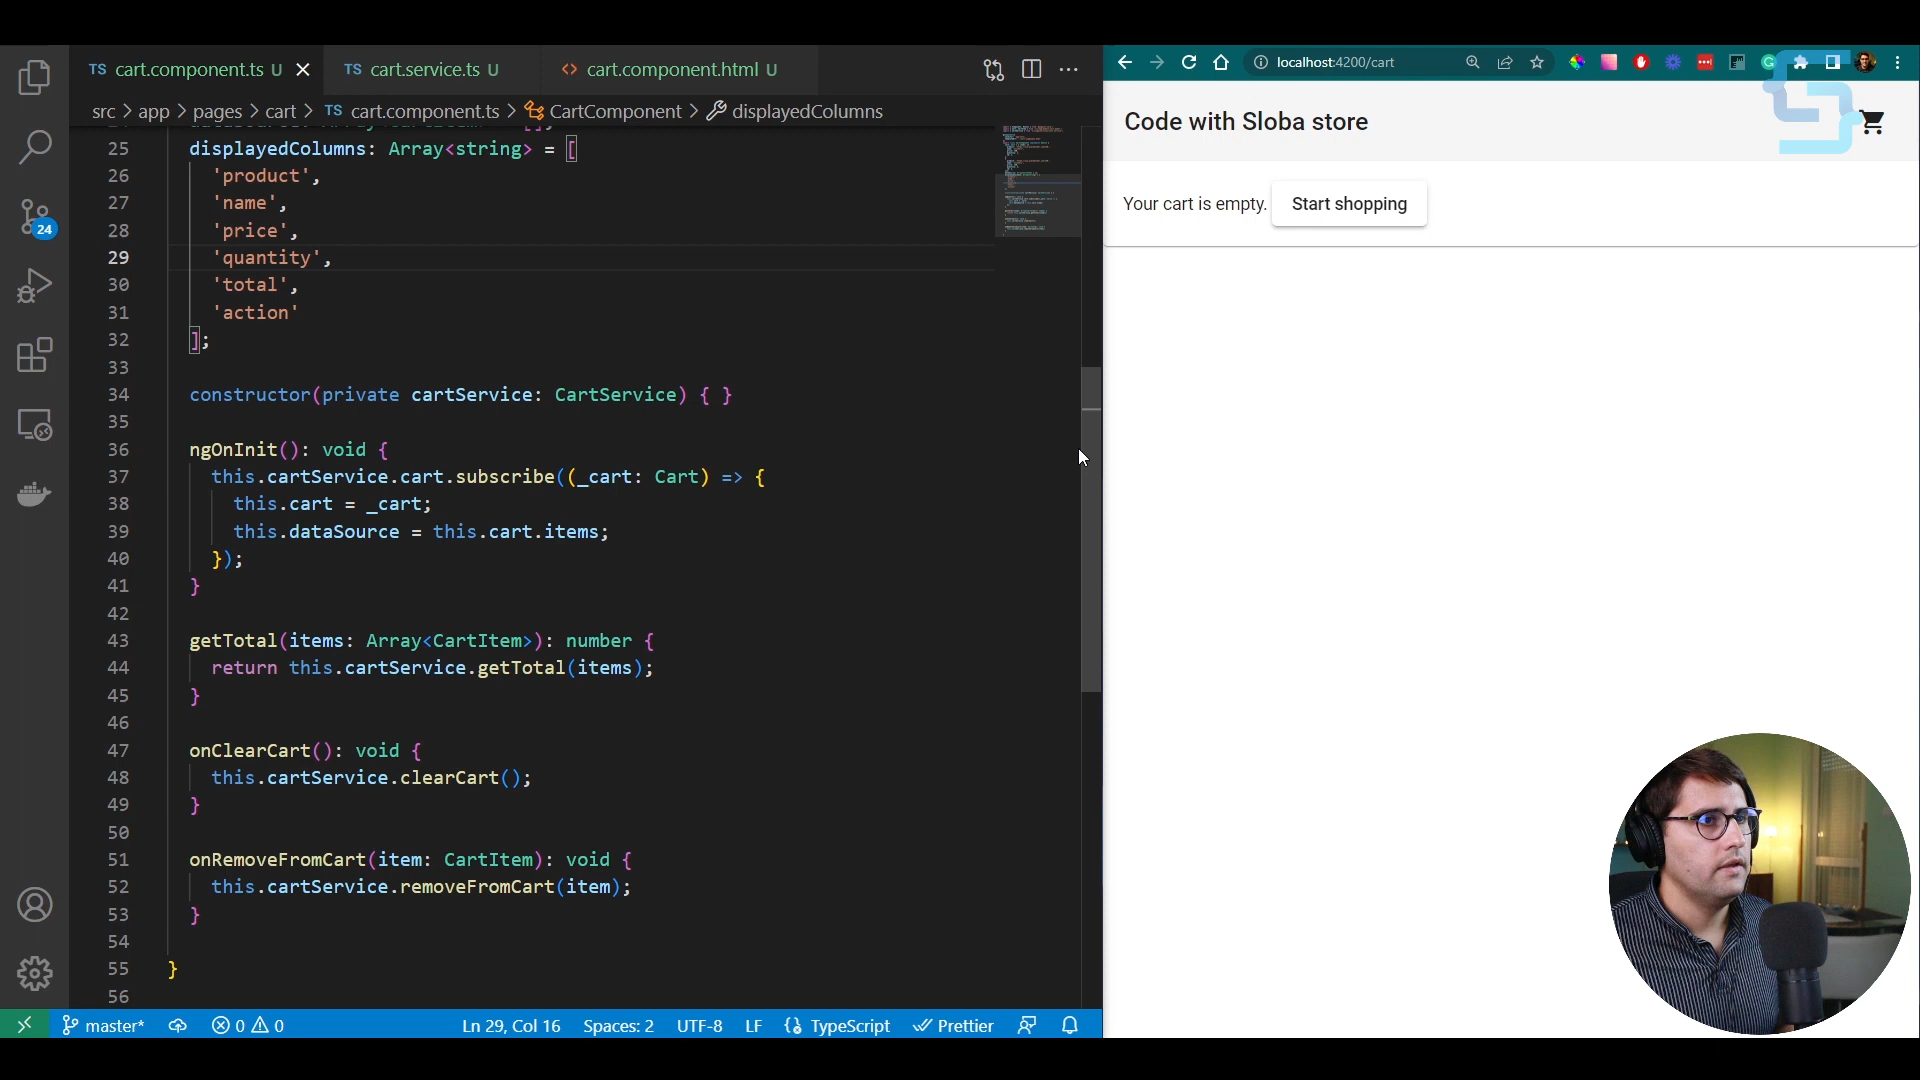 TS cart.component.ts U
TS cart.service.ts U
<> cart.component.html U
src > app > pages > cart > TS cart.component.ts > CartComponent > displayedColumns
25 displayedColumns: Array<string> = [
26 'product',
27 'name',
28 'price',
29 'quantity',
30 'total',
31 'action'
32 ];
33
34 constructor(private cartService: CartService) { }
35
36 ngOnInit(): void {
37 this.cartService.cart.subscribe((_cart: Cart) => {
38 this.cart = _cart;
39 this.dataSource = this.cart.items;
40 });
41 }
42
43 getTotal(items: Array<CartItem>): number {
44 return this.cartService.getTotal(items);
45 }
46
47 onClearCart(): void {
48 this.cartService.clearCart();
49 }
50
51 onRemoveFromCart(item: CartItem): void {
52 this.cartService.removeFromCart(item);
53 }
54
55 }
56
24
master*
0 0
Ln 29, Col 16
Spaces: 2
UTF-8
LF
{} TypeScript
Prettier
localhost:4200/cart
Code with Sloba store
Your cart is empty.
Start shopping